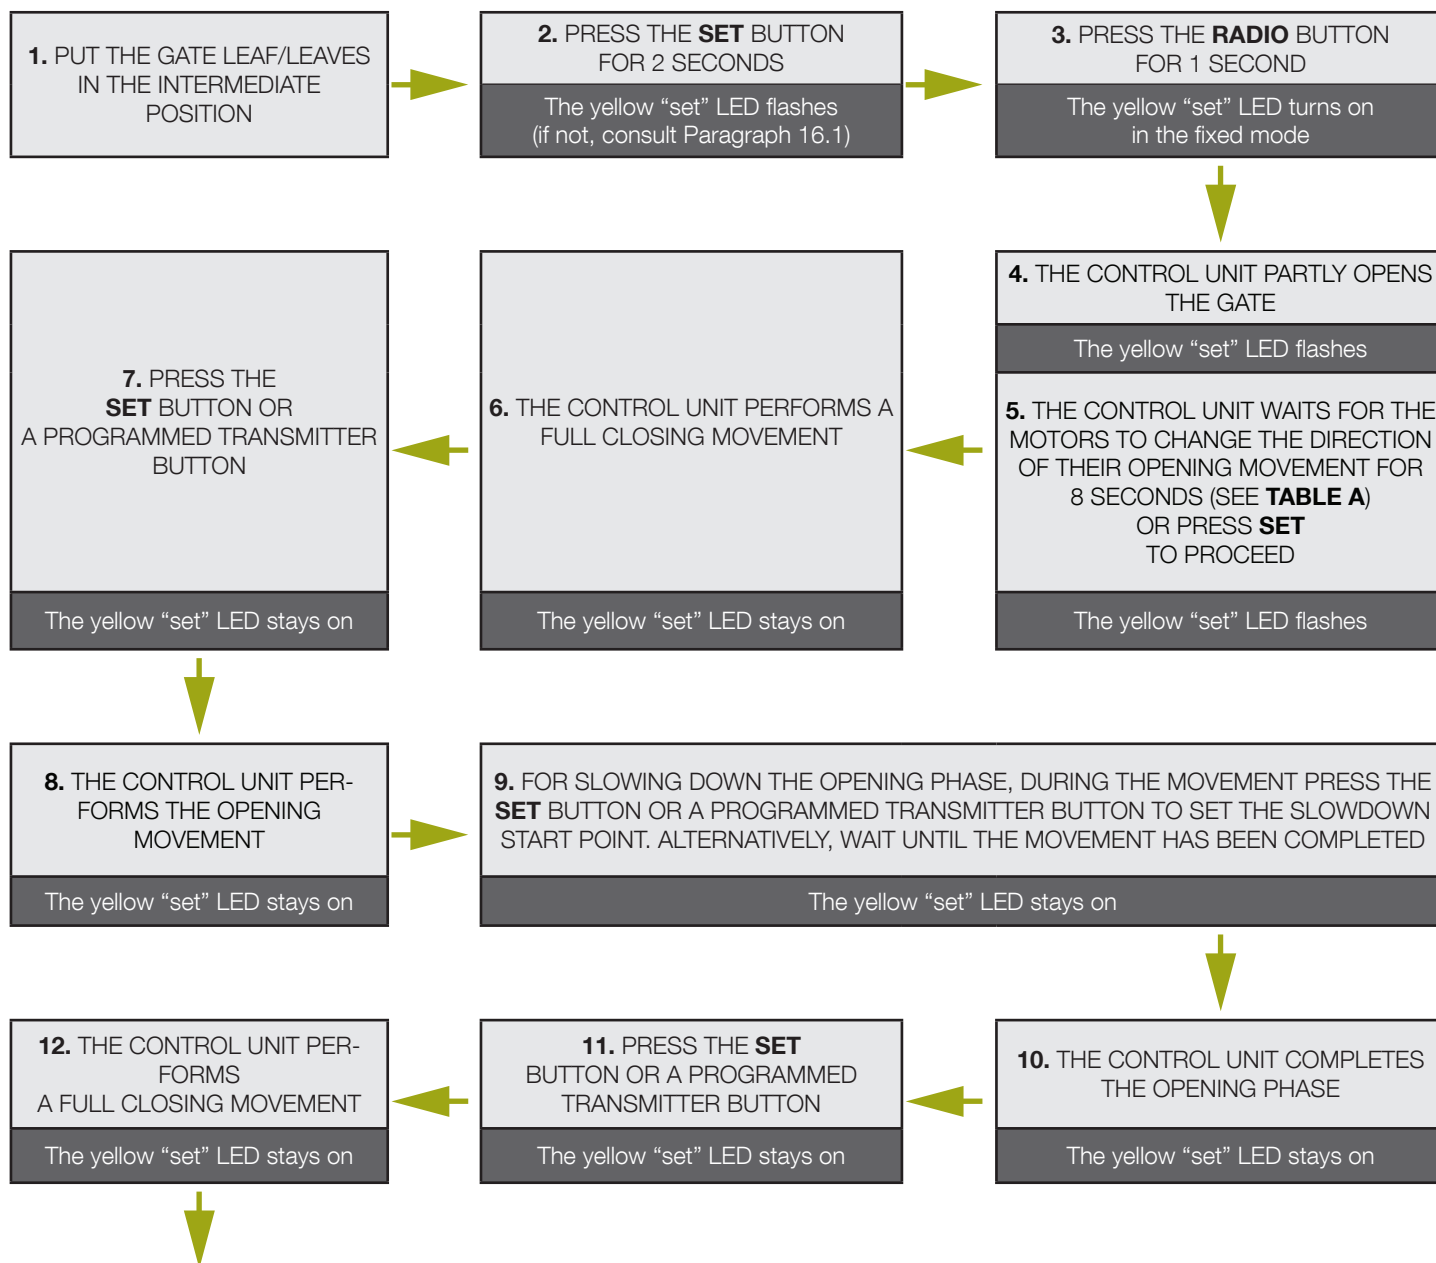 1. PUT THE GATE LEAF/LEAVES
IN THE INTERMEDIATE
POSITION
2. PRESS THE SET BUTTON
FOR 2 SECONDS
The yellow “set” LED flashes
(if not, consult Paragraph 16.1)
3. PRESS THE RADIO BUTTON
FOR 1 SECOND
The yellow “set” LED turns on
in the fixed mode
4. THE CONTROL UNIT PARTLY OPENS
THE GATE
The yellow “set” LED flashes
5. THE CONTROL UNIT WAITS FOR THE
MOTORS TO CHANGE THE DIRECTION
OF THEIR OPENING MOVEMENT FOR
8 SECONDS (SEE TABLE A)
OR PRESS SET
TO PROCEED
The yellow “set” LED flashes
6. THE CONTROL UNIT PERFORMS A
FULL CLOSING MOVEMENT
The yellow “set” LED stays on
7. PRESS THE
SET BUTTON OR
A PROGRAMMED TRANSMITTER
BUTTON
The yellow “set” LED stays on
8. THE CONTROL UNIT PER-
FORMS THE OPENING
MOVEMENT
The yellow “set” LED stays on
9. FOR SLOWING DOWN THE OPENING PHASE, DURING THE MOVEMENT PRESS THE
SET BUTTON OR A PROGRAMMED TRANSMITTER BUTTON TO SET THE SLOWDOWN
START POINT. ALTERNATIVELY, WAIT UNTIL THE MOVEMENT HAS BEEN COMPLETED
The yellow “set” LED stays on
10. THE CONTROL UNIT COMPLETES
THE OPENING PHASE
The yellow “set” LED stays on
11. PRESS THE SET
BUTTON OR A PROGRAMMED
TRANSMITTER BUTTON
The yellow “set” LED stays on
12. THE CONTROL UNIT PER-
FORMS
A FULL CLOSING MOVEMENT
The yellow “set” LED stays on